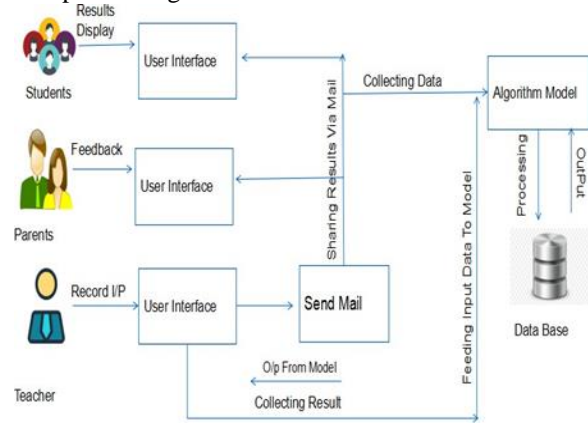 Results
Display
Students
User Interface
Collecting Data
Algorithm Model
Feedback
Parents
User Interface
Sharing Results Via Mail
Feeding Input Data To Model
Processing
OutPut
Record I/P
Teacher
User Interface
Send Mail
Data Base
O/p From Model
Collecting Result